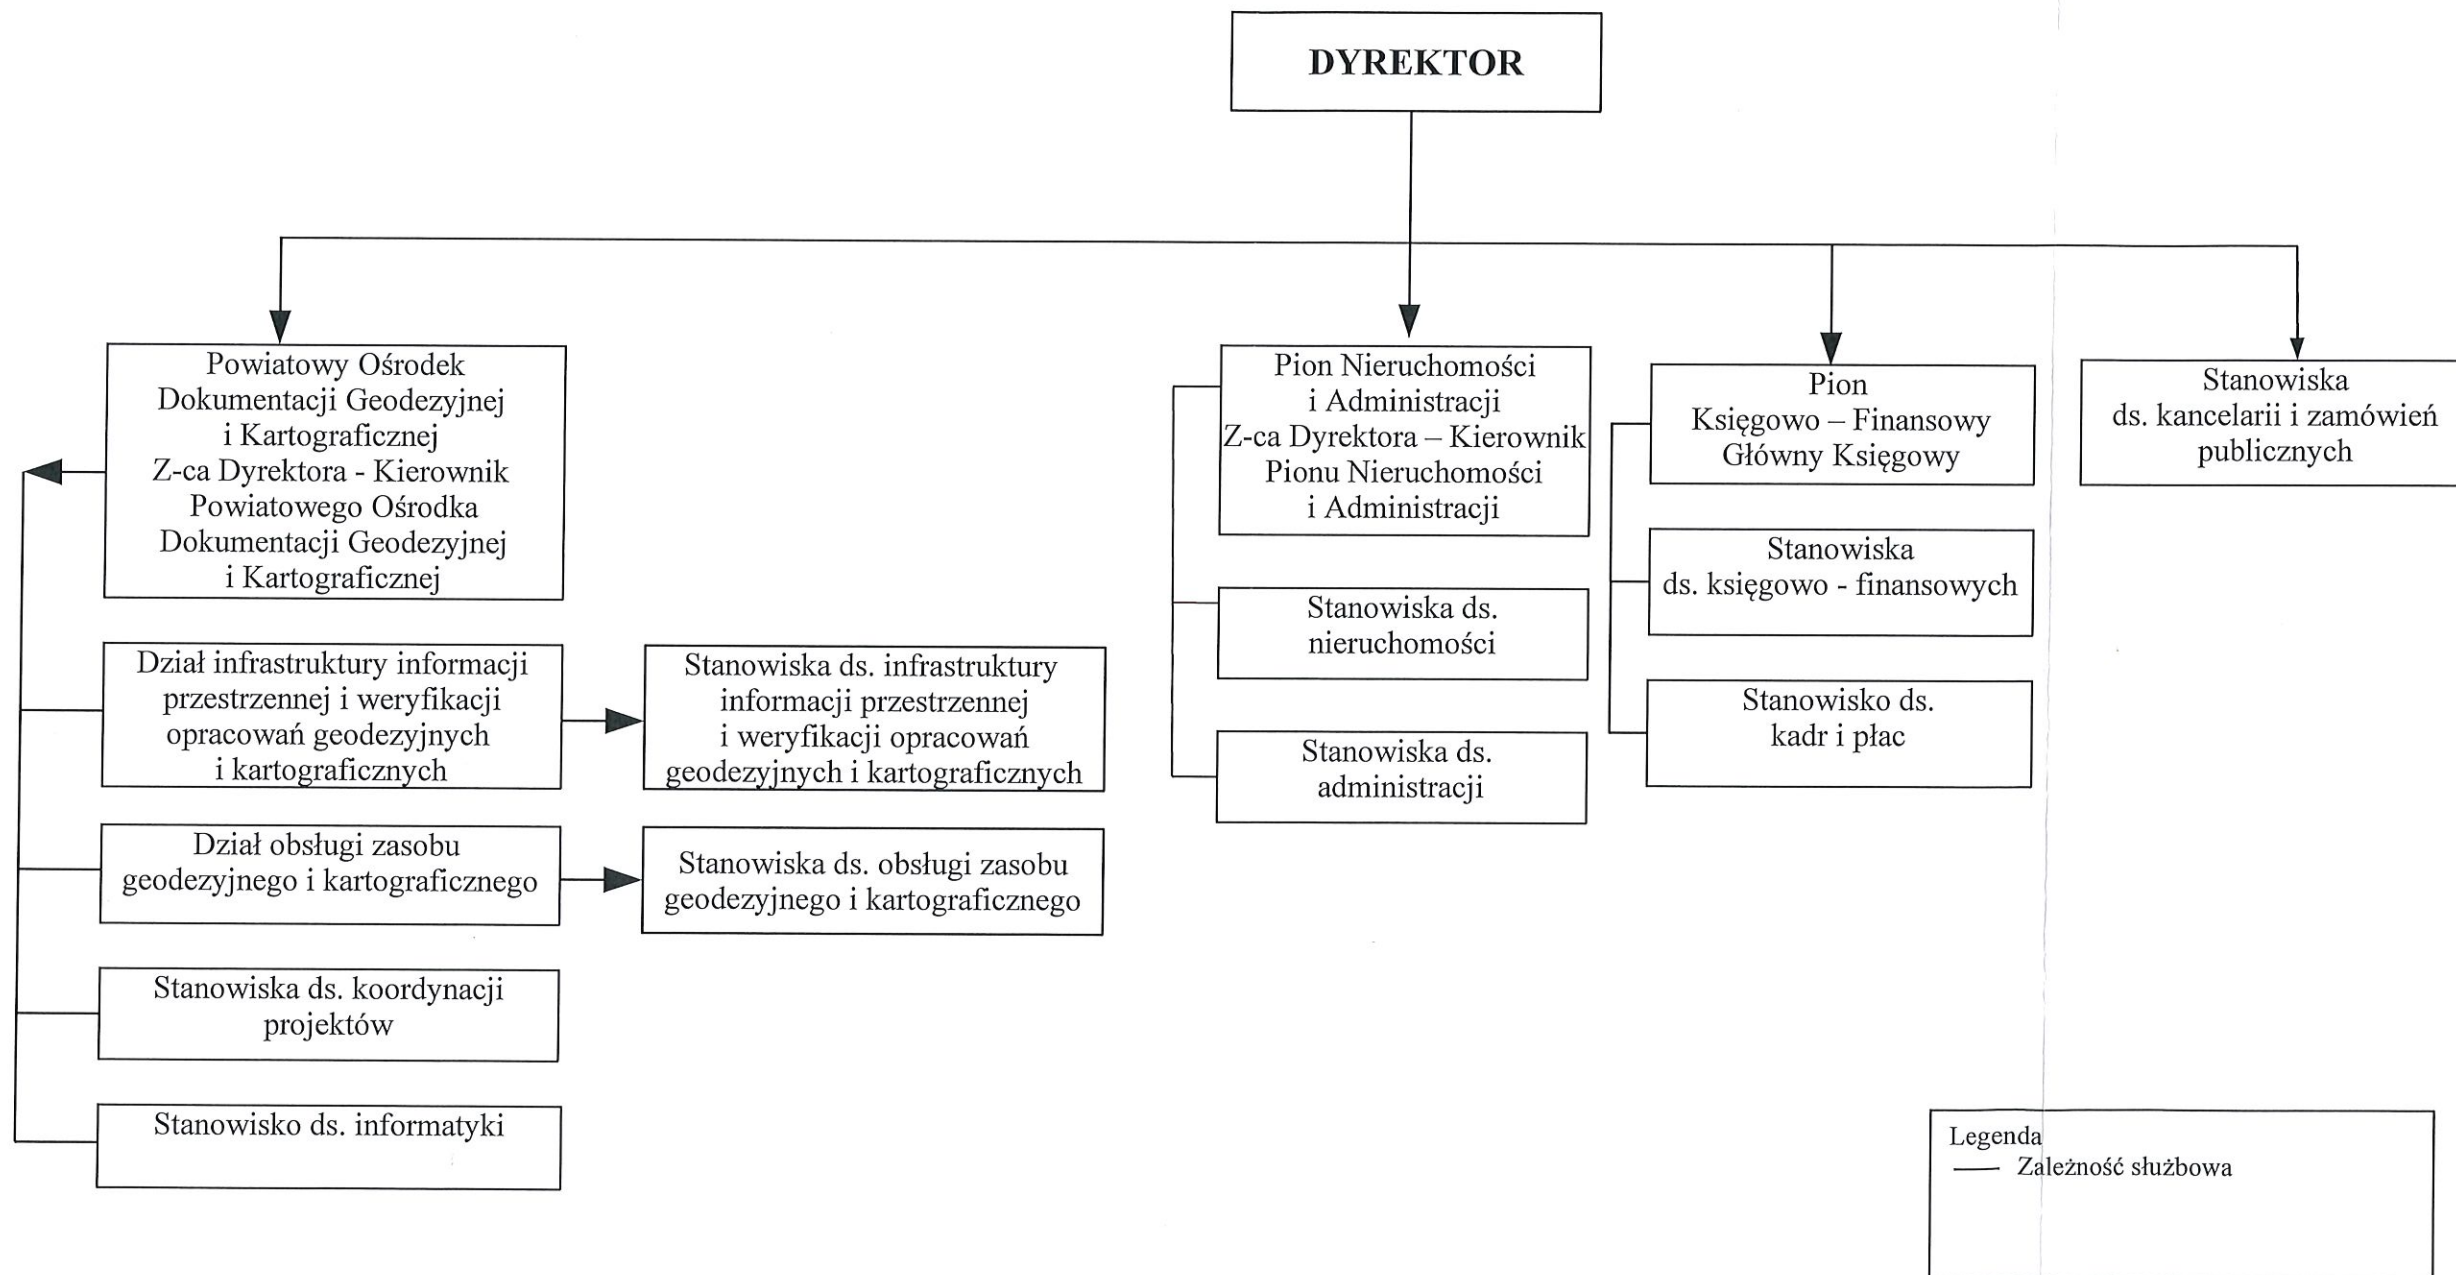 DYREKTOR
Powiatowy Ośrodek
Dokumentacji Geodezyjnej
i Kartograficznej
Z-ca Dyrektora - Kierownik
Powiatowego Ośrodka
Dokumentacji Geodezyjnej
i Kartograficznej
Dział infrastruktury informacji
przestrzennej i weryfikacji
opracowań geodezyjnych
i kartograficznych
Stanowiska ds. infrastruktury
informacji przestrzennej
i weryfikacji opracowań
geodezyjnych i kartograficznych
Dział obsługi zasobu
geodezyjnego i kartograficznego
Stanowiska ds. obsługi zasobu
geodezyjnego i kartograficznego
Stanowiska ds. koordynacji
projektów
Stanowisko ds. informatyki
Pion Nieruchomości
i Administracji
Z-ca Dyrektora – Kierownik
Pionu Nieruchomości
i Administracji
Stanowiska ds.
nieruchomości
Stanowiska ds.
administracji
Pion
Księgowo – Finansowy
Główny Księgowy
Stanowiska
ds. księgowo - finansowych
Stanowisko ds.
kadr i płac
Stanowiska
ds. kancelarii i zamówień
publicznych
Legenda
Zależność służbowa